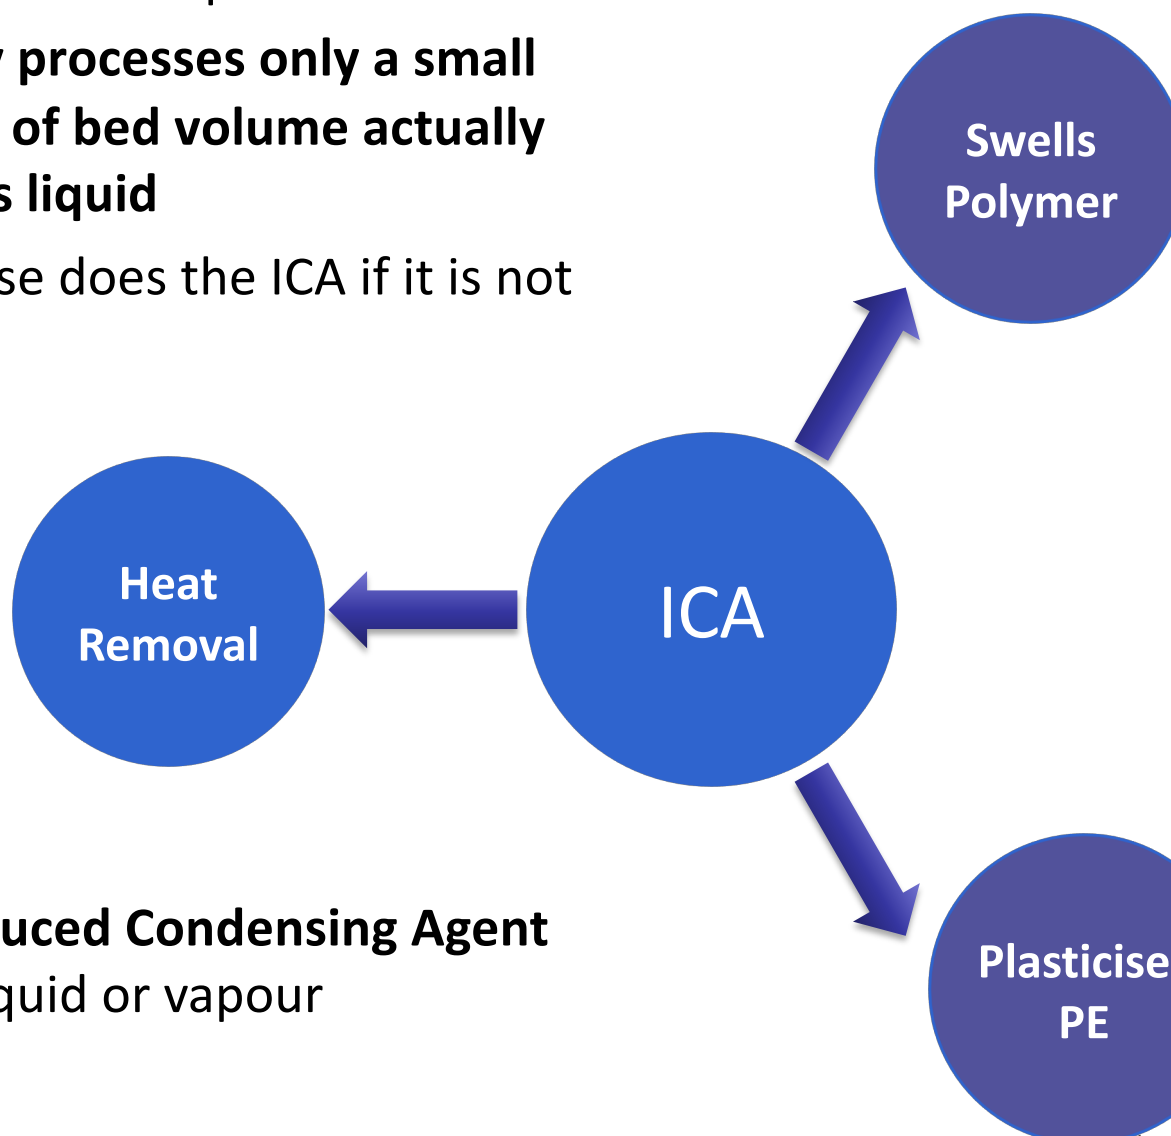 y processes only a small
of bed volume actually
s liquid
se does the ICA if it is not
Swells
Polymer
Heat
Removal
ICA
uced Condensing Agent
quid or vapour
Plasticise
PE